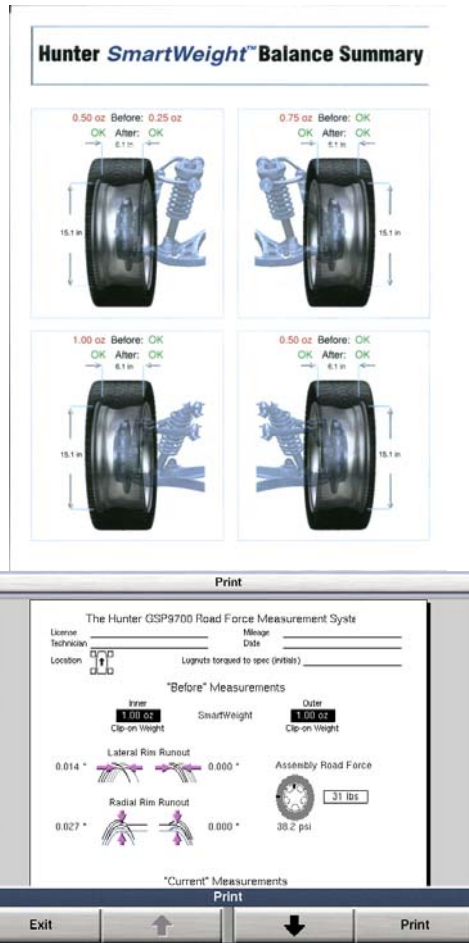 Hunter SmartWeight™ Balance Summary
0.50 oz Before: 0.25 oz
OK After: OK
6.1 in
15.1 in
0.75 oz Before: OK
OK After: OK
6.1 in
15.1 in
1.00 oz Before: OK
OK After: OK
6.1 in
15.1 in
0.50 oz Before: OK
OK After: OK
6.1 in
15.1 in
Print
The Hunter GSP9700 Road Force Measurement Syste
License Mileage
Technician Date
Location Lugnuts torqued to spec (initials)
"Before" Measurements
Inner Outer
1.00 oz SmartWeight 1.00 oz
Clip-on Weight Clip-on Weight
Lateral Rim Runout
0.014 " 0.000 " Assembly Road Force
31 lbs
Radial Rim Runout
0.027 " 0.000 " 38.2 psi
"Current" Measurements
Print
Exit Print